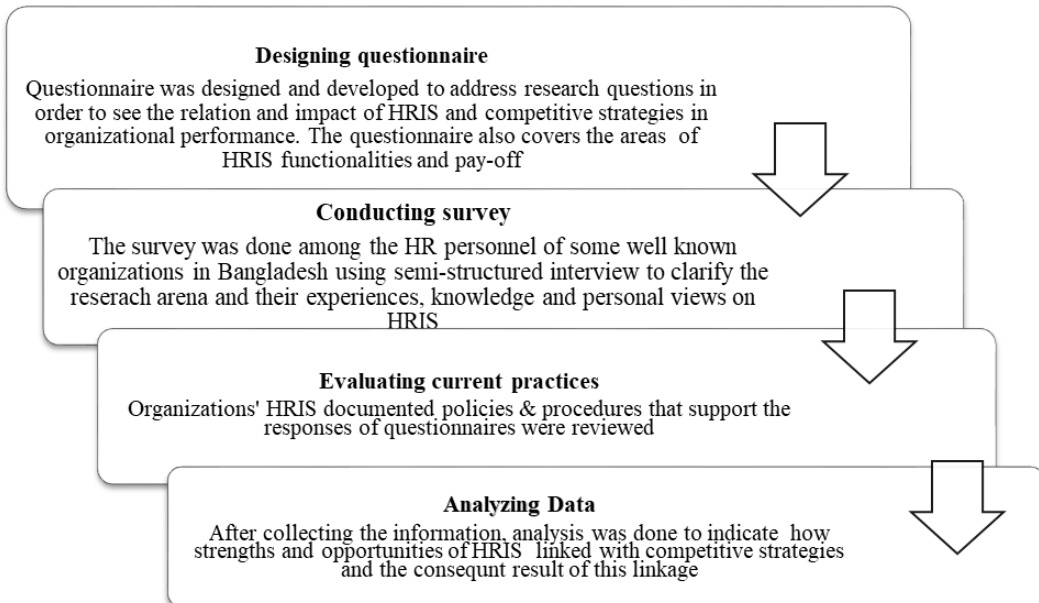 Designing questionnaire
Questionnaire was designed and developed to address research questions in
order to see the relation and impact of HRIS and competitive strategies in
organizational performance. The questionnaire also covers the areas of
HRIS functionalities and pay-off
Conducting survey
The survey was done among the HR personnel of some well known
organizations in Bangladesh using semi-structured interview to clarify the
reserach arena and their experiences, knowledge and personal views on
HRIS
Evaluating current practices
Organizations' HRIS documented policies & procedures that support the
responses of questionnaires were reviewed
Analyzing Data
After collecting the information, analysis was done to indicate how
strengths and opportunities of HRIS linked with competitive strategies
and the consequnt result of this linkage